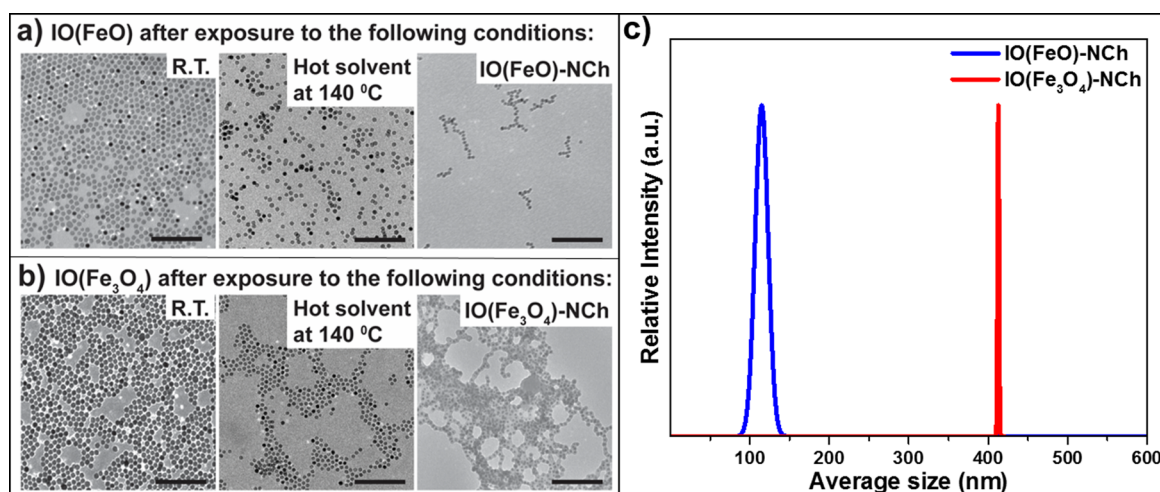 a) IO(FeO) after exposure to the following conditions:
R.T.
Hot solvent
at 140 ⁰C
IO(FeO)-NCh
b) IO(Fe₃O₄) after exposure to the following conditions:
R.T.
Hot solvent
at 140 ⁰C
IO(Fe₃O₄)-NCh
c)
IO(FeO)-NCh
IO(Fe₃O₄)-NCh
Relative Intensity (a.u.)
100 200 300 400 500 600
Average size (nm)